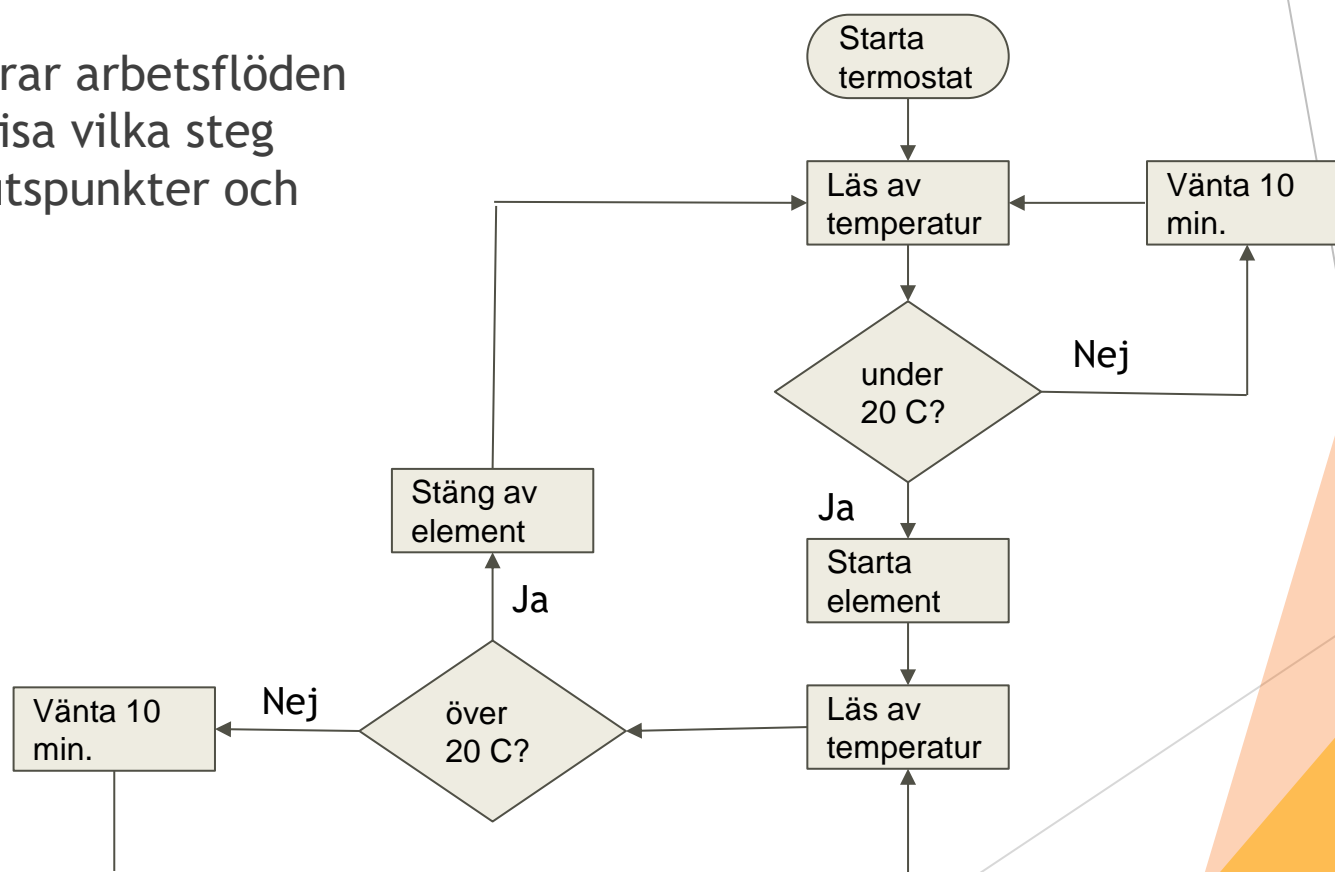 rar arbetsflöden
isa vilka steg
utspunkter och
Starta
termostat
Läs av
temperatur
Vänta 10
min.
under
20 C?
Nej
Ja
Starta
element
Läs av
temperatur
över
20 C?
Ja
Stäng av
element
Nej
Vänta 10
min.